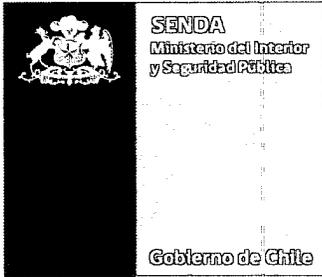 SENDA
Ministerio del Interior
y Seguridad Pública
Gobierno de Chile